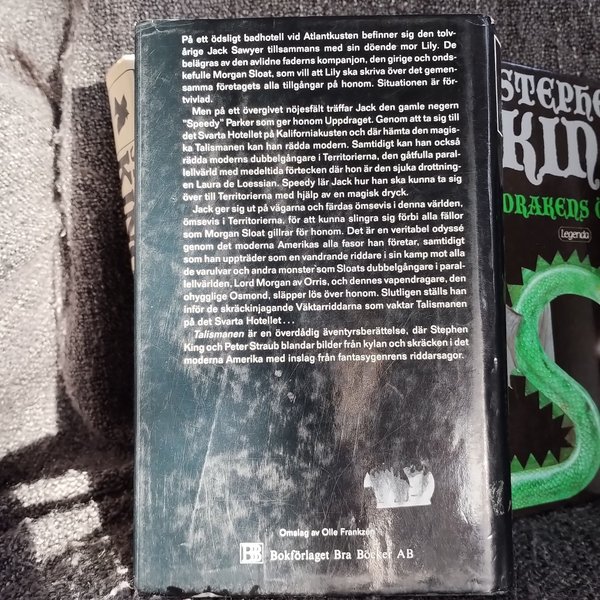 På ett ödsligt badhotell vid Atlantkusten befinner sig den tolv-
årige Jack Sawyer tillsammans med sin döende mor Lily. De
belägras av den avlidne faderns kompanjon, den girige och onds-
kefulle Morgan Sloat, som vill att Lily ska skriva över det gemen-
samma företagets alla tillgångar på honom. Situationen är för-
tvivlad.
Men på ett övergivet nöjesfält träffar Jack den gamle negern
"Speedy" Parker som ger honom Uppdraget. Genom att ta sig till
det Svarta Hotellet på Kaliforniakusten och där hämta den magis-
ka Talismanen kan han rädda modern. Samtidigt kan han också
rädda moderns dubbelgångare i Territorierna, den gåtfulla paral-
lellvärld med medeltida förtecken där hon är den sjuka drottning-
en Laura de Loessian. Speedy lär Jack hur han ska kunna ta sig
över till Territorierna med hjälp av en magisk dryck.
Jack ger sig ut på vägarna och färdas ömsevis i denna världen,
ömsevis i Territorierna, för att kunna slingra sig förbi alla fällor
som Morgan Sloat gillrar för honom. Det är en veritabel odyssé
genom det moderna Amerikas alla fasor han företar, samtidigt
som han uppträder som en vandrande riddare i sin kamp mot alla
de varulvar och andra monster som Sloats dubbelgångare i paral-
lellvärlden, Lord Morgan av Orris, och dennes vapendragare, den
ohygglige Osmond, släpper lös över honom. Slutligen ställs han
inför de skräckinjagande Väktarriddarna som vaktar Talismanen
på det Svarta Hotellet...
Talismanen är en överdådig äventyrsberättelse, där Stephen
King och Peter Straub blandar bilder från kylan och skräcken i det
moderna Amerika med inslag från fantasygenrens riddarsagor.
Omslag av Olle Frankzén
BB Bokförlaget Bra Böcker AB
STEPHE
KIN
DRAKENS Ö
Legenda